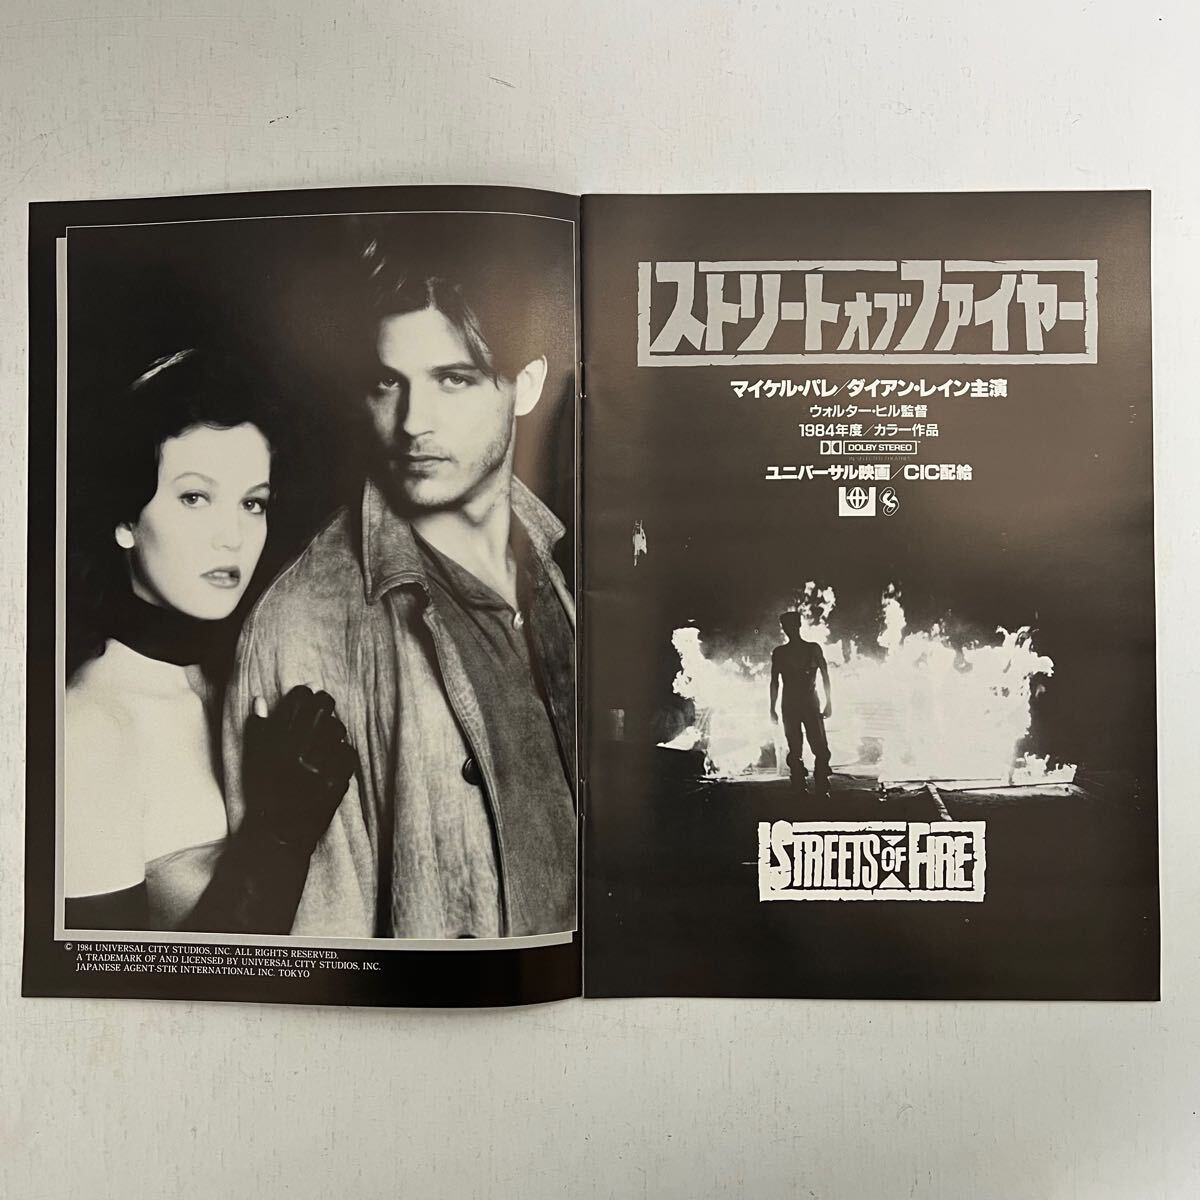 © 1984 UNIVERSAL CITY STUDIOS, INC. ALL RIGHTS RESERVED.
A TRADEMARK OF AND LICENSED BY UNIVERSAL CITY STUDIOS, INC.
JAPANESE AGENT-STIK INTERNATIONAL INC. TOKYO
ストリートオブファイヤー
マイケル・パレ/ダイアン・レイン主演
ウォルター・ヒル監督
1984年度/カラー作品
DOLBY STEREO
IN SELECTED THEATRES
ユニバーサル映画/CIC配給
STREETS OF FIRE